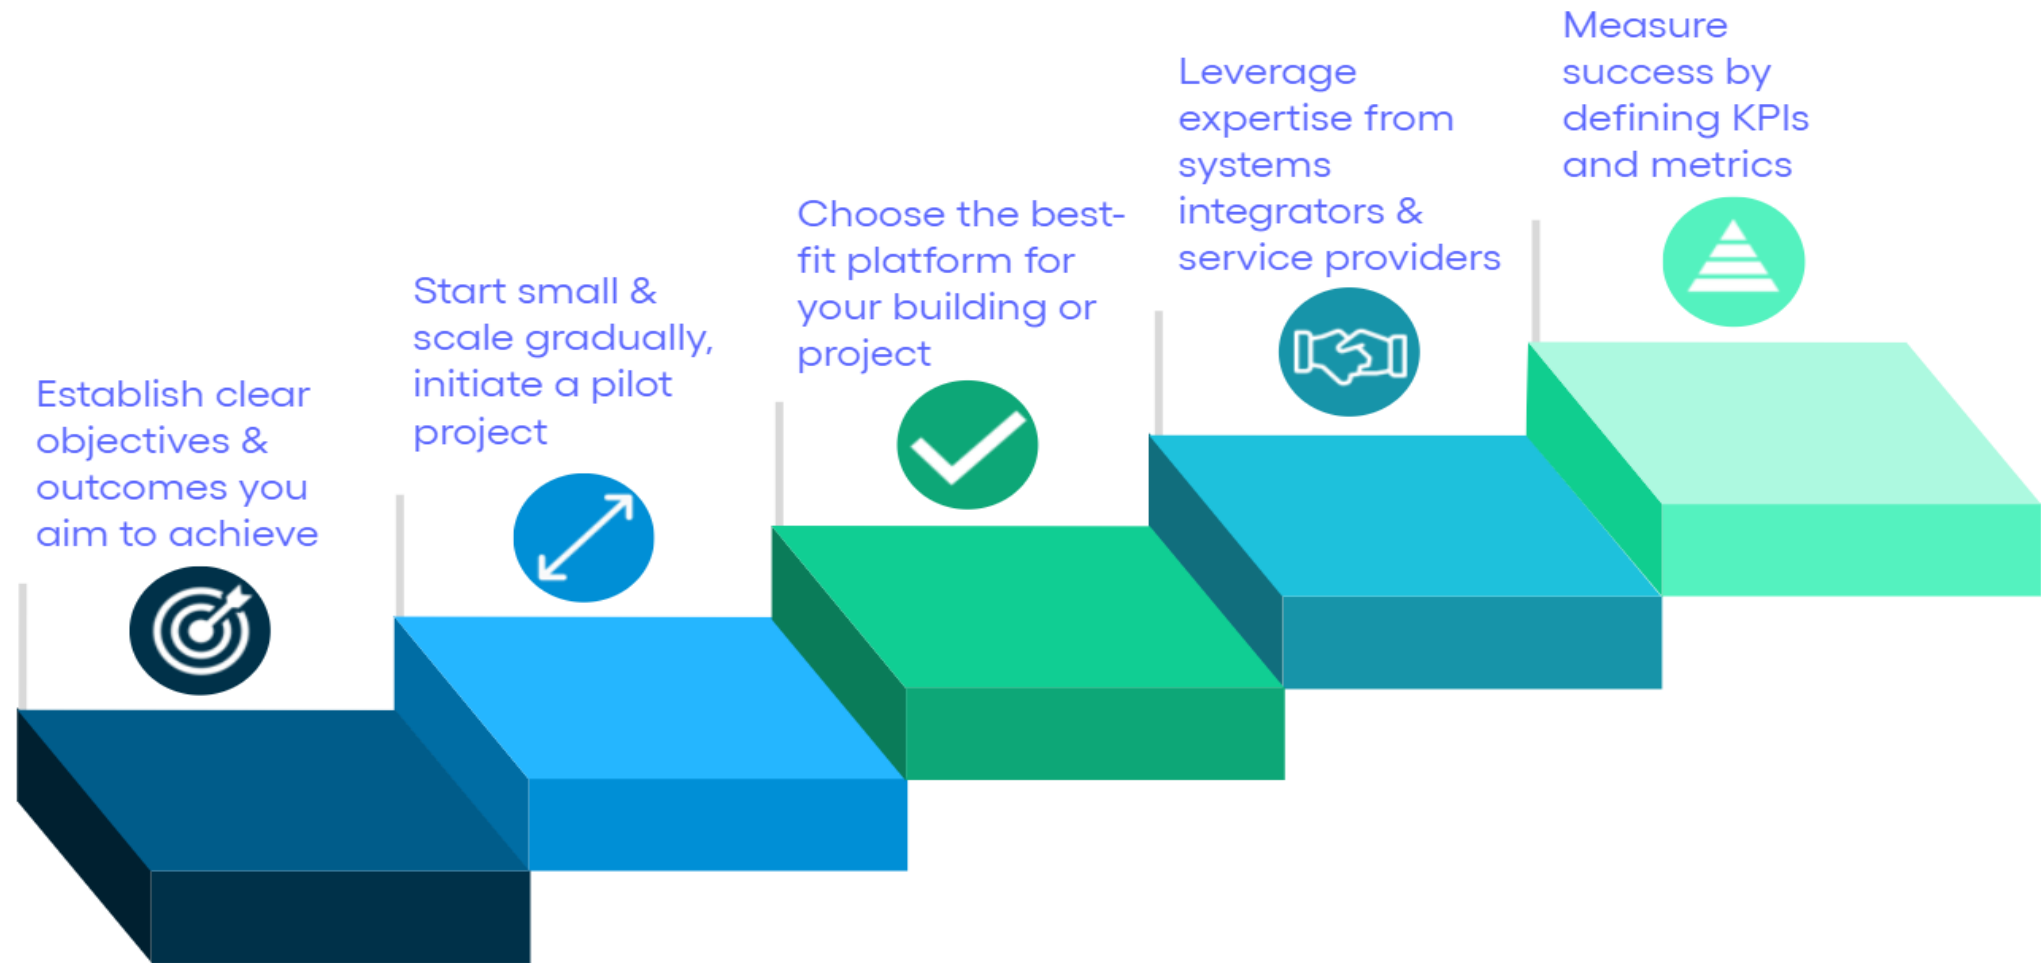 Establish clear
objectives &
outcomes you
aim to achieve
Start small &
scale gradually,
initiate a pilot
project
Choose the best-
fit platform for
your building or
project
Leverage
expertise from
systems
integrators &
service providers
Measure
success by
defining KPIs
and metrics